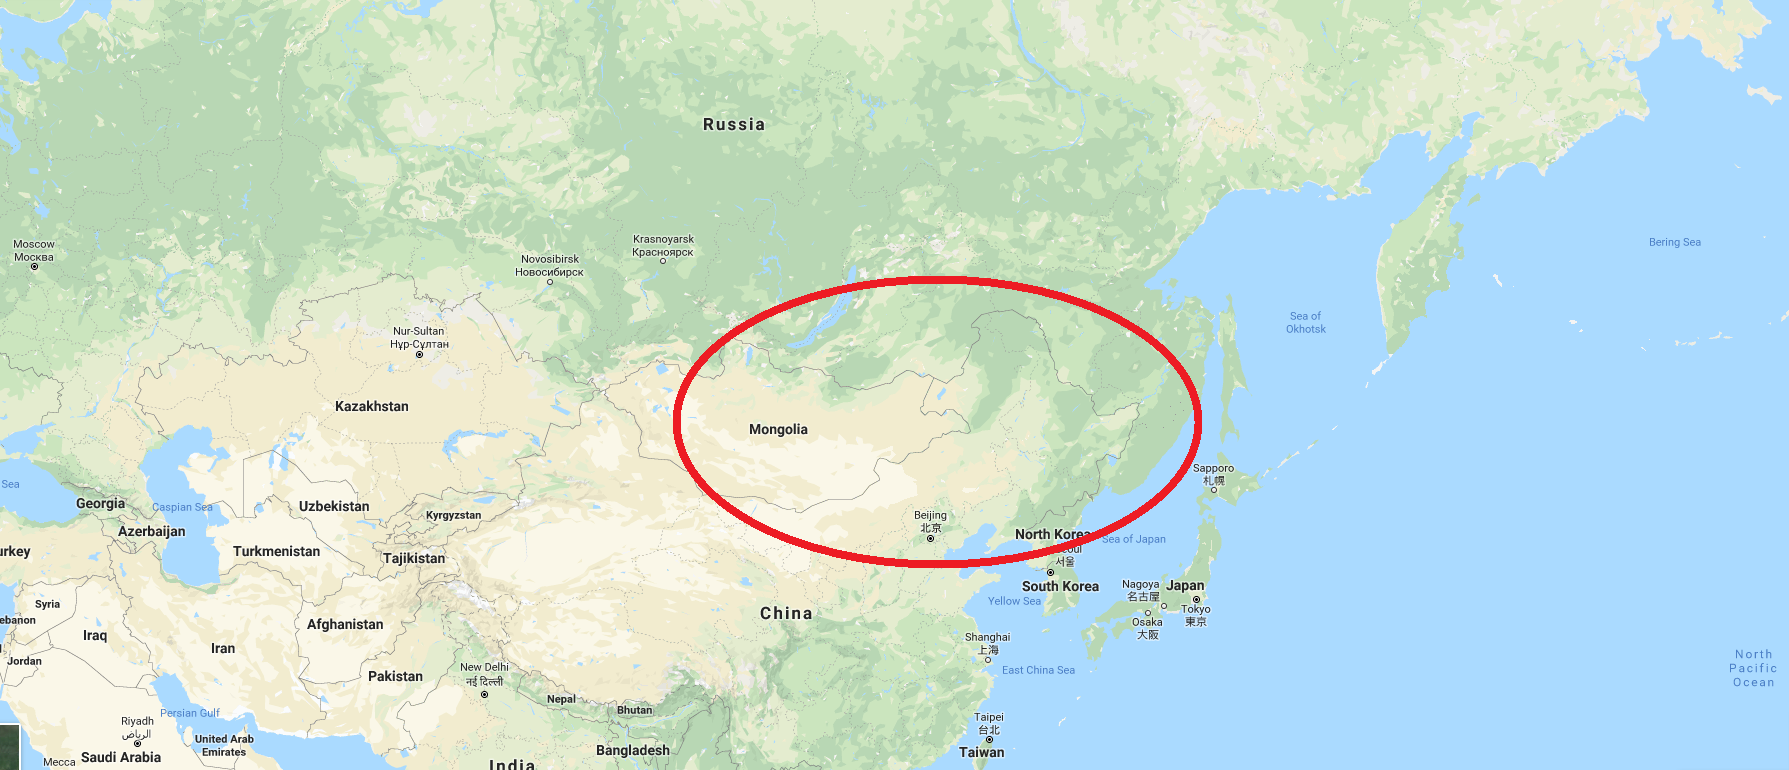 Russia
Moscow
Москва
Krasnoyarsk
Красноярск
Novosibirsk
Новосибирск
Bering Sea
Sea of
Okhotsk
Nur-Sultan
Нұр-Сұлтан
Kazakhstan
Mongolia
Sapporo
札幌
Sea
Georgia
Caspian Sea
Uzbekistan
Kyrgyzstan
Azerbaijan
Beijing
北京
North Korea
Sea of Japan
urkey
Turkmenistan
Tajikistan
eoul
서울
South Korea
Nagoya
名古屋
Japan
Tokyo
東京
Osaka
大阪
Yellow Sea
Syria
ebanon
Iraq
Iran
Afghanistan
China
Shanghai
上海
Jordan
Pakistan
New Delhi
नई दिल्ली
East China Sea
North
Pacific
Ocean
Nepal
Bhutan
Persian Gulf
Riyadh
الرياض
United Arab
Emirates
Taipei
台北
Taiwan
Mecca
Saudi Arabia
Bangladesh
India